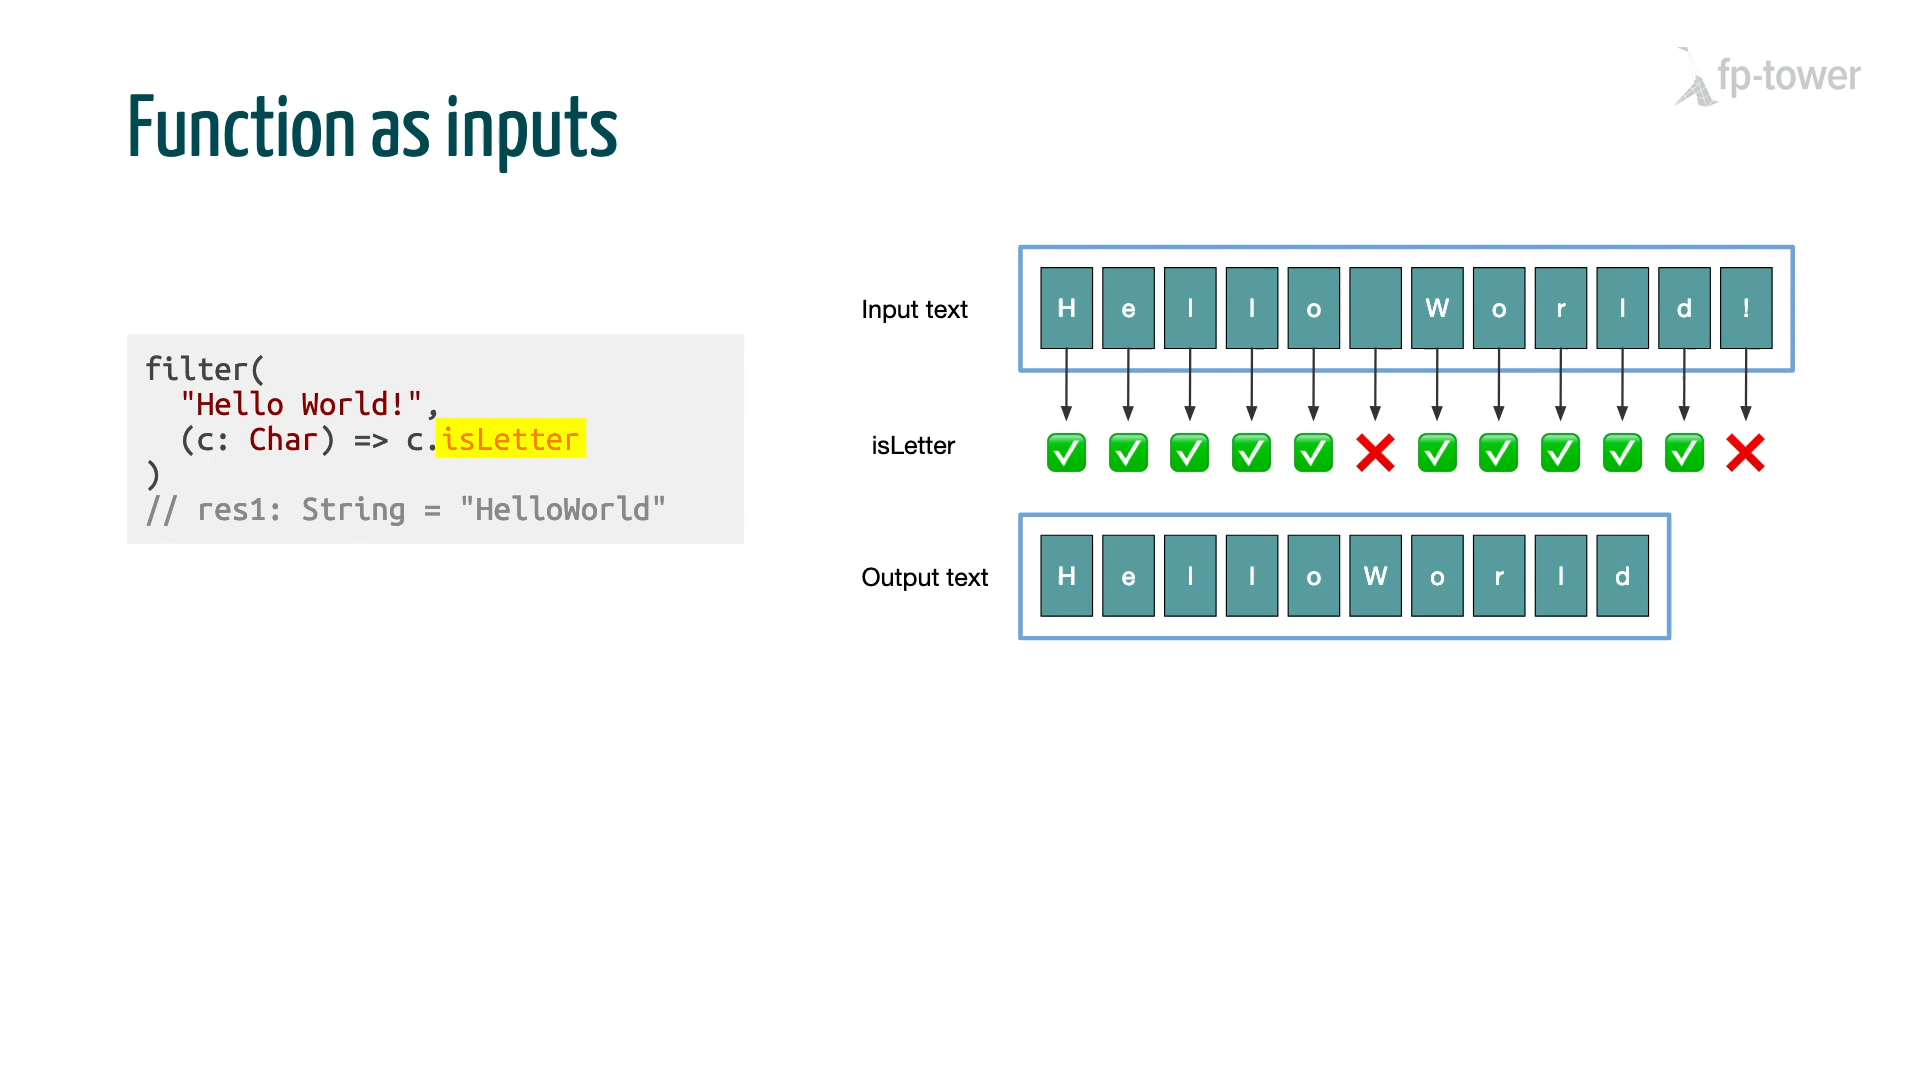 fp-tower
Function as inputs
filter(
  "Hello World!",
  (c: Char) => c.isLetter
)
// res1: String = "HelloWorld"
Input text H e l l o W o r l d !
isLetter
Output text H e l l o W o r l d